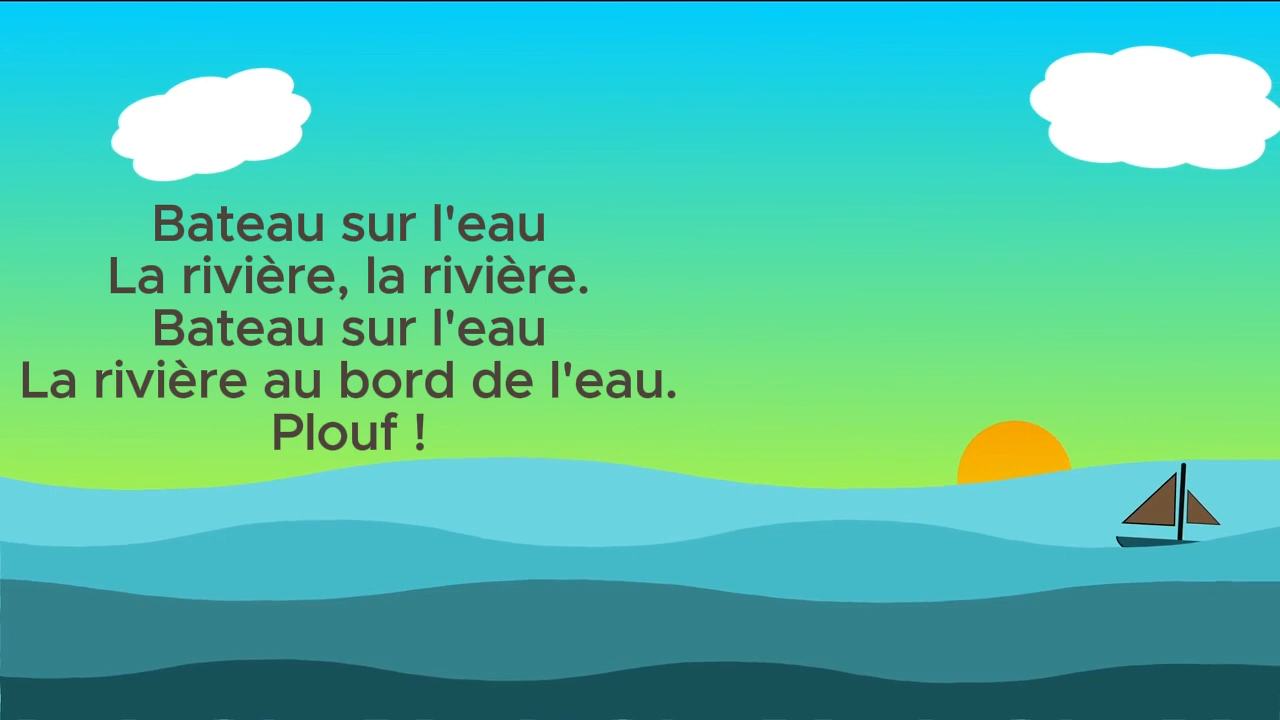 Bateau sur l'eau
La rivière, la rivière.
Bateau sur l'eau
La rivière au bord de l'eau.
Plouf !